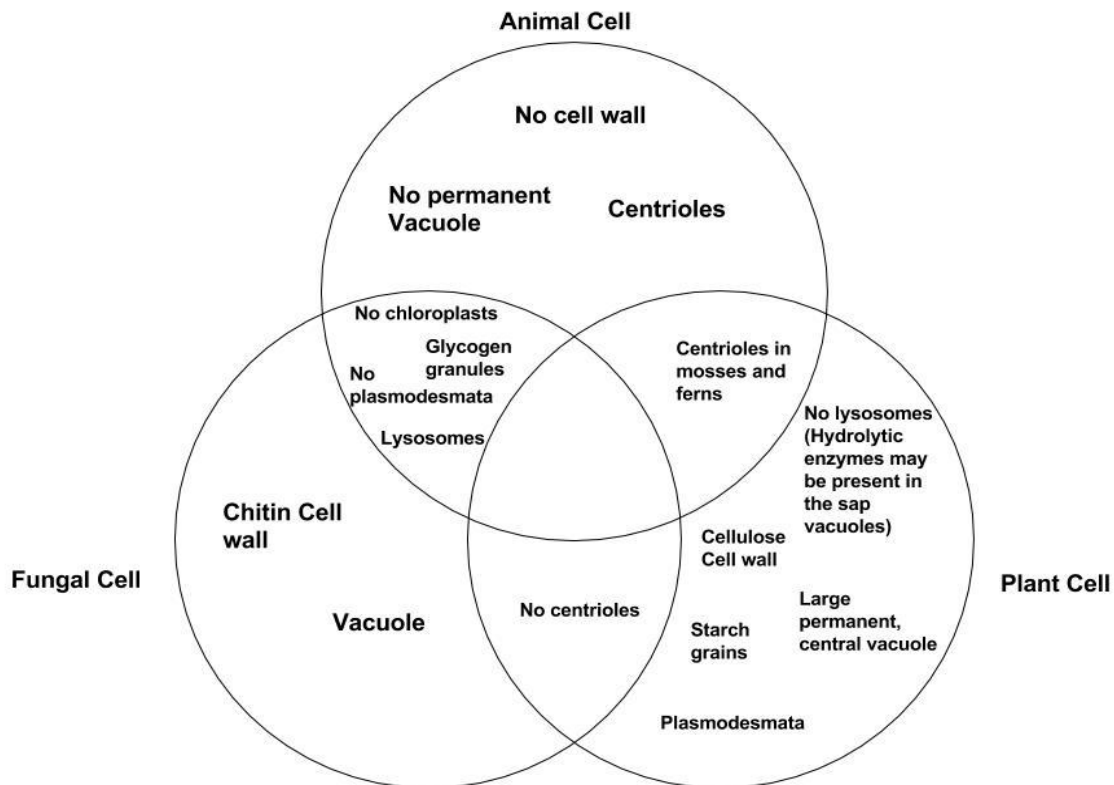 Animal Cell
No cell wall
No permanent
Vacuole
Centrioles
No chloroplasts
Glycogen
granules
No
plasmodesmata
Lysosomes
Centrioles in
mosses and
ferns
No lysosomes
(Hydrolytic
enzymes may
be present in
the sap
vacuoles)
Chitin Cell
wall
Cellulose
Cell wall
Fungal Cell
Plant Cell
Vacuole
No centrioles
Starch
grains
Large
permanent,
central vacuole
Plasmodesmata